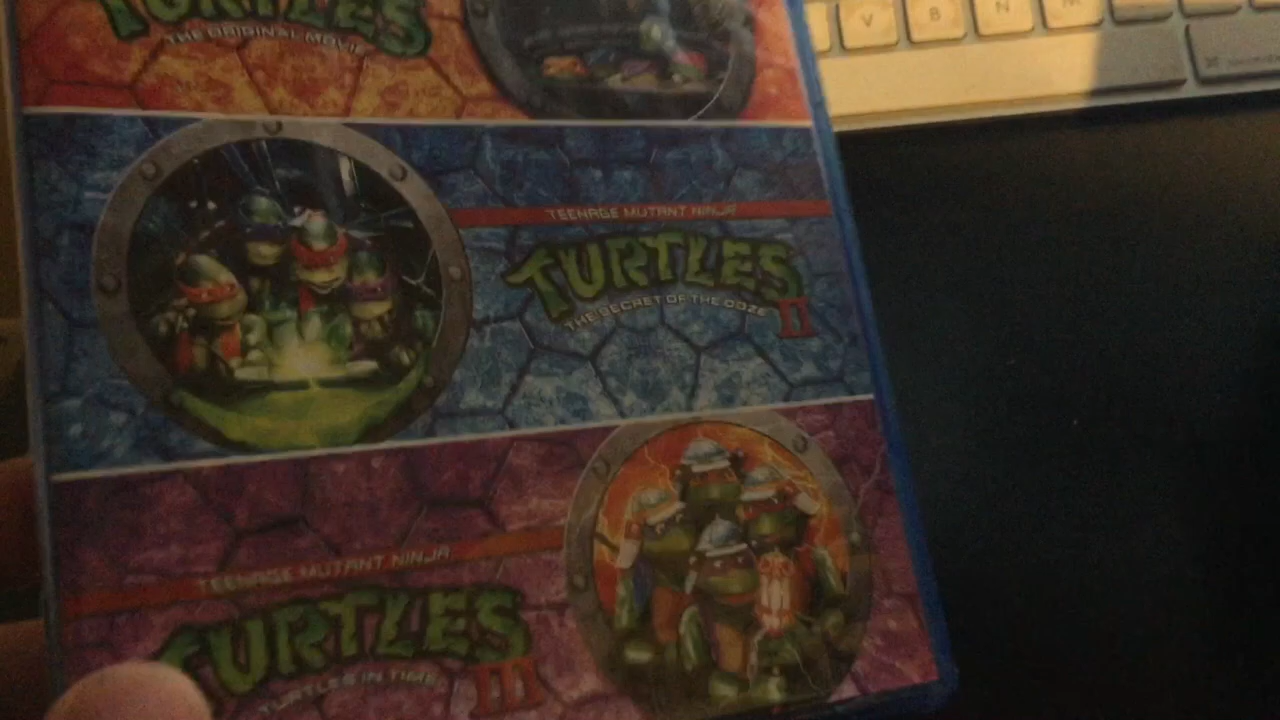 TURTLES
THE ORIGINAL MOVIE
V B N M
TEENAGE MUTANT NINJA
TURTLES
THE SECRET OF THE OOZE
II
TEENAGE MUTANT NINJA
TURTLES
TURTLES IN TIME
III